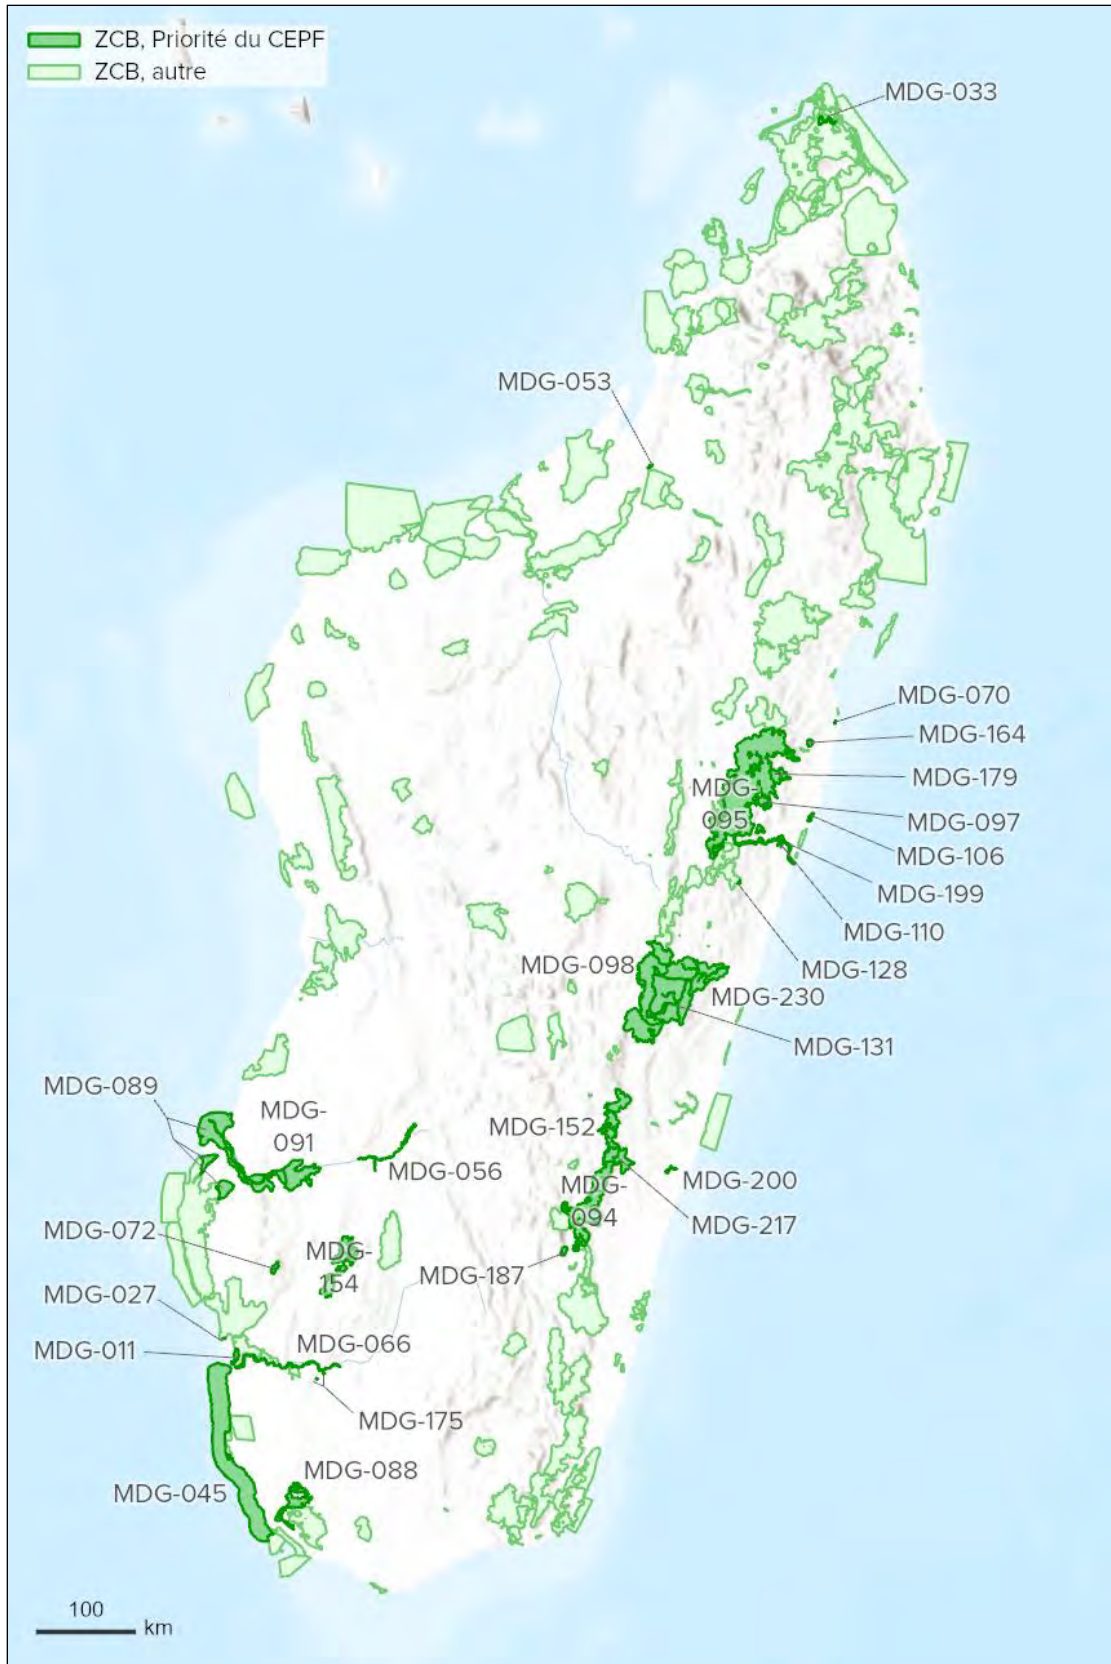 ZCB, Priorité du CEPF
ZCB, autre
MDG-033
MDG-053
MDG-070
MDG-164
MDG-179
MDG-
095
MDG-097
MDG-106
MDG-199
MDG-110
MDG-128
MDG-098
MDG-230
MDG-131
MDG-089
MDG-
091
MDG-152
MDG-056
MDG-200
MDG-
094
MDG-217
MDG-072
MDG-
154
MDG-187
MDG-027
MDG-066
MDG-011
MDG-175
MDG-088
MDG-045
100
km